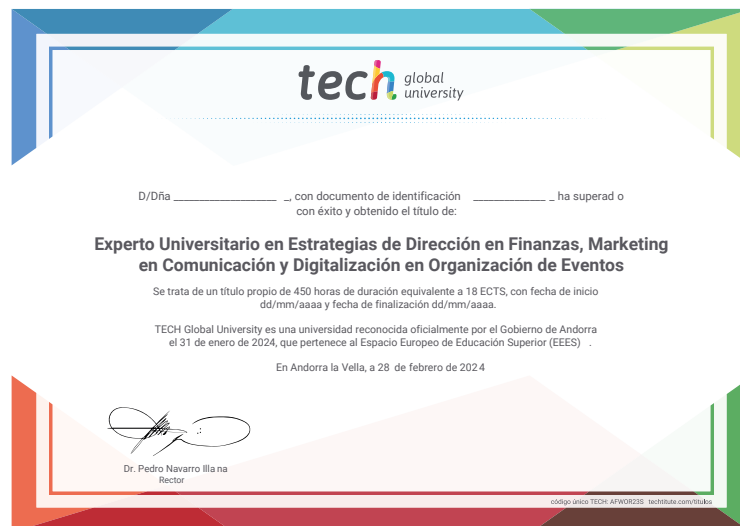 tech global university
D/Dña ____________________ _, con documento de identificación ______________ _ ha superad o
con éxito y obtenido el título de:
Experto Universitario en Estrategias de Dirección en Finanzas, Marketing
en Comunicación y Digitalización en Organización de Eventos
Se trata de un título propio de 450 horas de duración equivalente a 18 ECTS, con fecha de inicio
dd/mm/aaaa y fecha de finalización dd/mm/aaaa.
TECH Global University es una universidad reconocida oficialmente por el Gobierno de Andorra
el 31 de enero de 2024, que pertenece al Espacio Europeo de Educación Superior (EEES) .
En Andorra la Vella, a 28 de febrero de 2024
Dr. Pedro Navarro Illa na
Rector
código único TECH: AFWOR23S techtitute.com/titulos